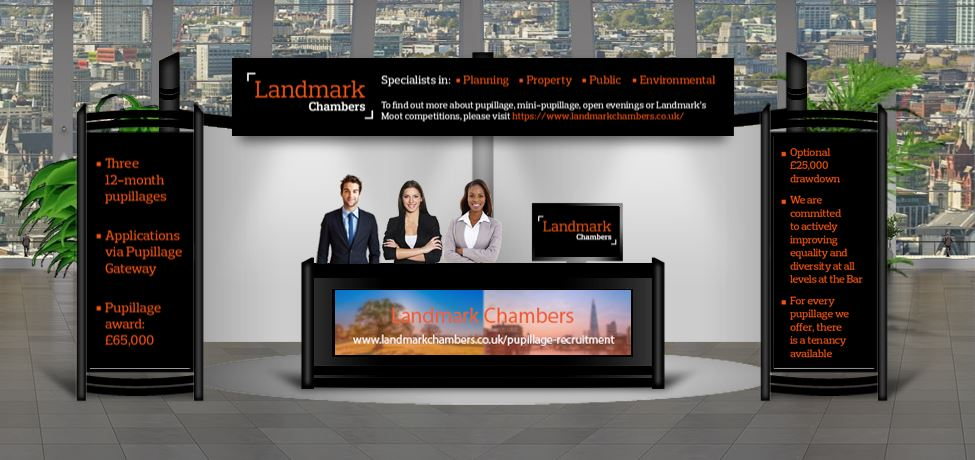 Landmark
Chambers
Specialists in: ▪ Planning ▪ Property ▪ Public ▪ Environmental
To find out more about pupillage, mini-pupillage, open evenings or Landmark's
Moot competitions, please visit https://www.landmarkchambers.co.uk/
▪ Three
12-month
pupillages
▪ Applications
via Pupillage
Gateway
▪ Pupillage
award:
£65,000
Landmark
Chambers
Landmark Chambers
www.landmarkchambers.co.uk/pupillage-recruitment
▪ Optional
£25,000
drawdown
▪ We are
committed
to actively
improving
equality and
diversity at all
levels at the Bar
▪ For every
pupillage we
offer, there
is a tenancy
available